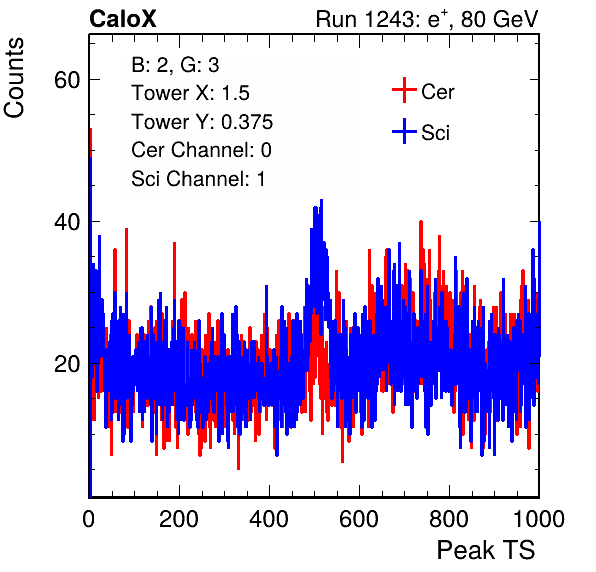 CaloX
Run 1243: e+, 80 GeV
Counts
B: 2, G: 3
Tower X: 1.5
Tower Y: 0.375
Cer Channel: 0
Sci Channel: 1
Cer
Sci
60
40
20
0 200 400 600 800 1000
Peak TS